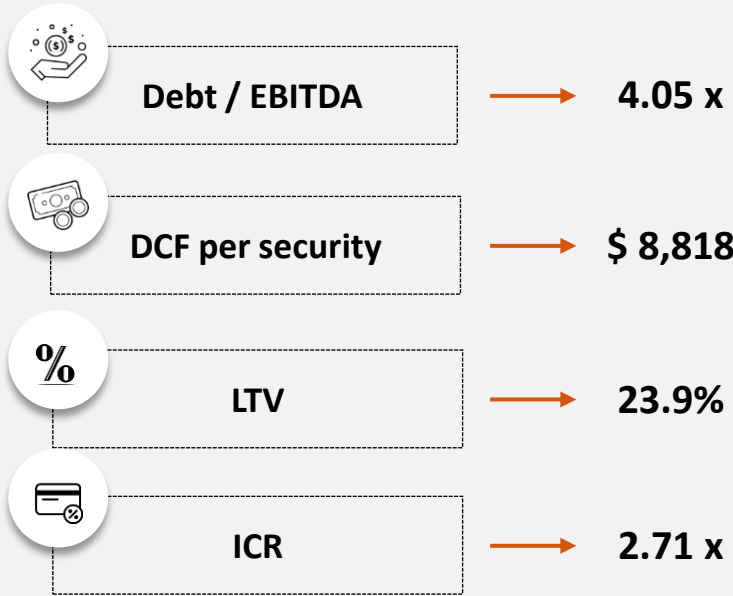 Debt / EBITDA
4.05 x
DCF per security
$ 8,818
%
LTV
23.9%
ICR
2.71 x